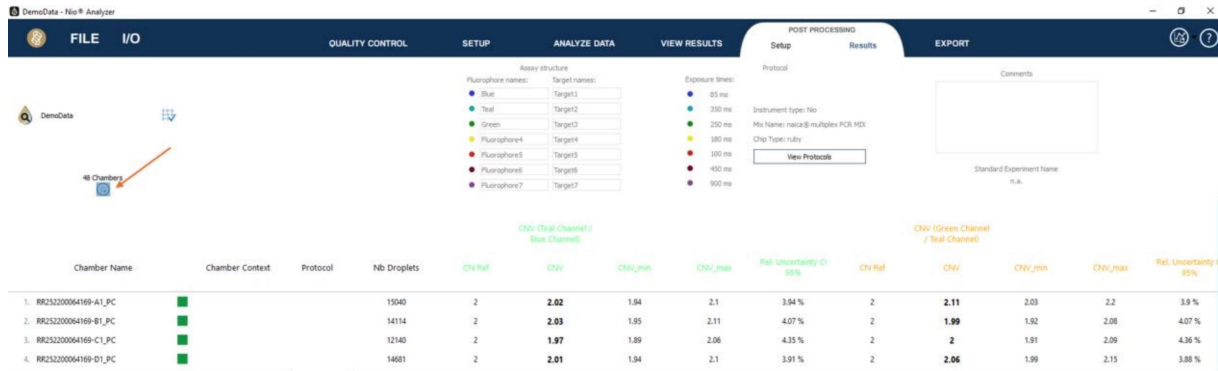 DemoData - Nio® Analyzer
FILE I/O QUALITY CONTROL SETUP ANALYZE DATA VIEW RESULTS POST PROCESSING EXPORT
Setup Results
DemoData
48 Chambers
Assay structure
Fluorophore names: Target names: Exposure times:
Blue Target1 85 ms
Teal Target2 350 ms
Green Target3 250 ms
Fluorophore4 Target4 180 ms
Fluorophore5 Target5 100 ms
Fluorophore6 Target6 450 ms
Fluorophore7 Target7 900 ms
Protocol
Instrument type: Nio
Mix Name: naica® multiplex PCR MIX
Chip Type: ruby
View Protocols
Comments
Standard Experiment Name
n.a.
CNV (Teal Channel /
Blue Channel)
CNV (Green Channel
/ Teal Channel)
Chamber Name Chamber Context Protocol Nb Droplets CN Ref CNV CNV_min CNV_max Rel. Uncertainty CI 95% CN Ref CNV CNV_min CNV_max Rel. Uncertainty 95%
1. RR252200064169-A1_PC 15040 2 2.02 1.94 2.1 3.94 % 2 2.11 2.03 2.2 3.9 %
2. RR252200064169-B1_PC 14114 2 2.03 1.95 2.11 4.07 % 2 1.99 1.92 2.08 4.07 %
3. RR252200064169-C1_PC 12140 2 1.97 1.89 2.06 4.35 % 2 2 1.91 2.09 4.36 %
4. RR252200064169-D1_PC 14681 2 2.01 1.94 2.1 3.91 % 2 2.06 1.99 2.15 3.88 %